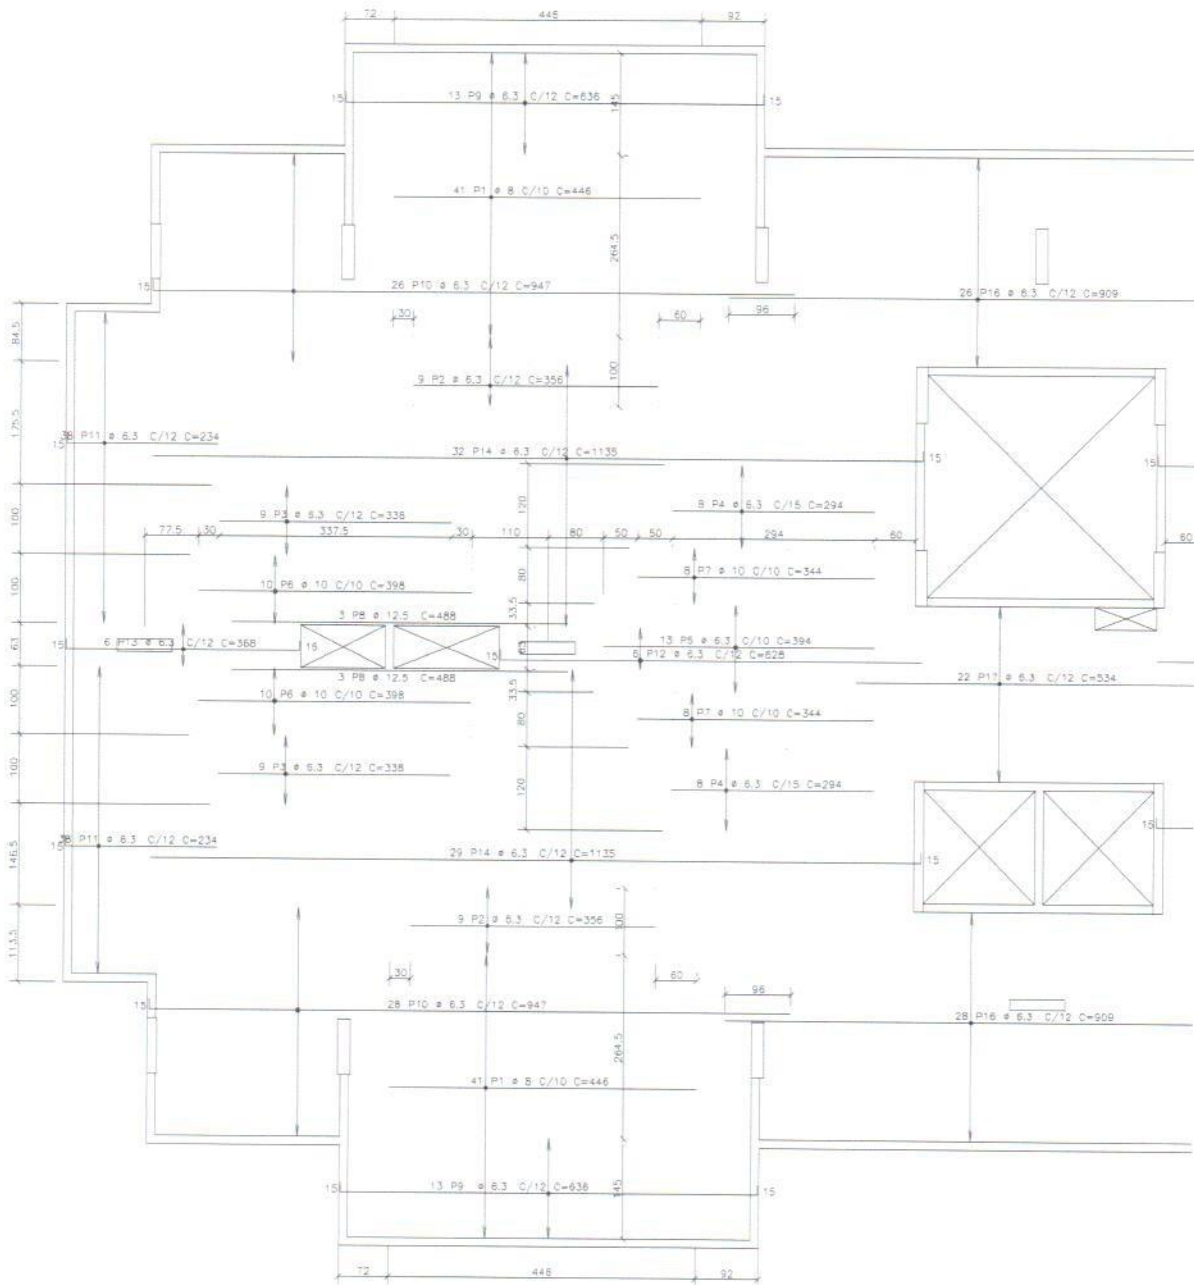 72 446 92
15 13 P9 ø 6.3 C/12 C=636 15
145
41 P1 ø 8 C/10 C=446
264.5
15 26 P10 ø 6.3 C/12 C=947
26 P16 ø 6.3 C/12 C=909
30 60 96
84.5
100
9 P2 ø 6.3 C/12 C=356
175.5
38 P11 ø 6.3 C/12 C=234
15
32 P14 ø 6.3 C/12 C=1135
15 15
120
8 P4 ø 6.3 C/15 C=294
100
9 P3 ø 6.3 C/12 C=338
77.5 30 337.5 30 110 80 50 50 294 60 60
100
80
8 P7 ø 10 C/10 C=344
10 P6 ø 10 C/10 C=398
33.5
3 P8 ø 12.5 C=488
63
15 6 P13 ø 6.3 C/12 C=368 15
63
15
13 P5 ø 6.3 C/10 C=394
6 P12 ø 6.3 C/12 C=628
3 P8 ø 12.5 C=488
22 P17 ø 6.3 C/12 C=534
33.5
100
10 P6 ø 10 C/10 C=398
8 P7 ø 10 C/10 C=344
80
100
9 P3 ø 6.3 C/12 C=338
8 P4 ø 6.3 C/15 C=294
120
15
P11 ø 6.3 C/12 C=234
15
146.5
29 P14 ø 6.3 C/12 C=1135
15
9 P2 ø 6.3 C/12 C=356
100
113.5
30 60 96
15 28 P10 ø 6.3 C/12 C=947
28 P16 ø 6.3 C/12 C=909
264.5
41 P1 ø 8 C/10 C=446
15 13 P9 ø 6.3 C/12 C=636 15
145
72 446 92